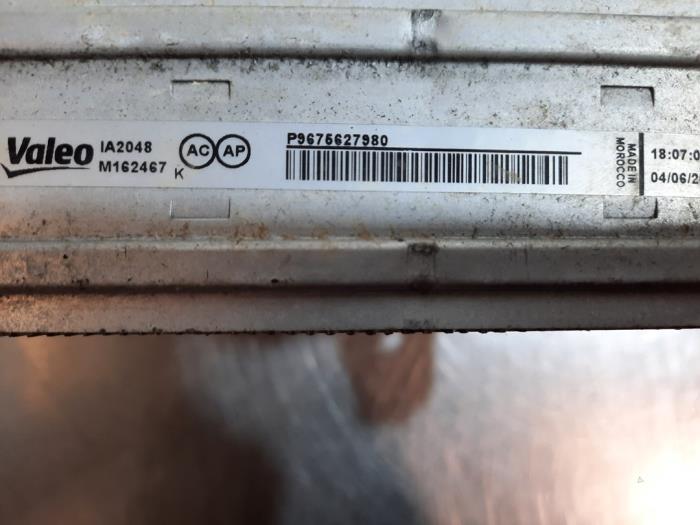 Valeo
IA2048
M162467 K
AC AP
P9675627980
MADE IN
MOROCCO
18:07:0
04/06/2